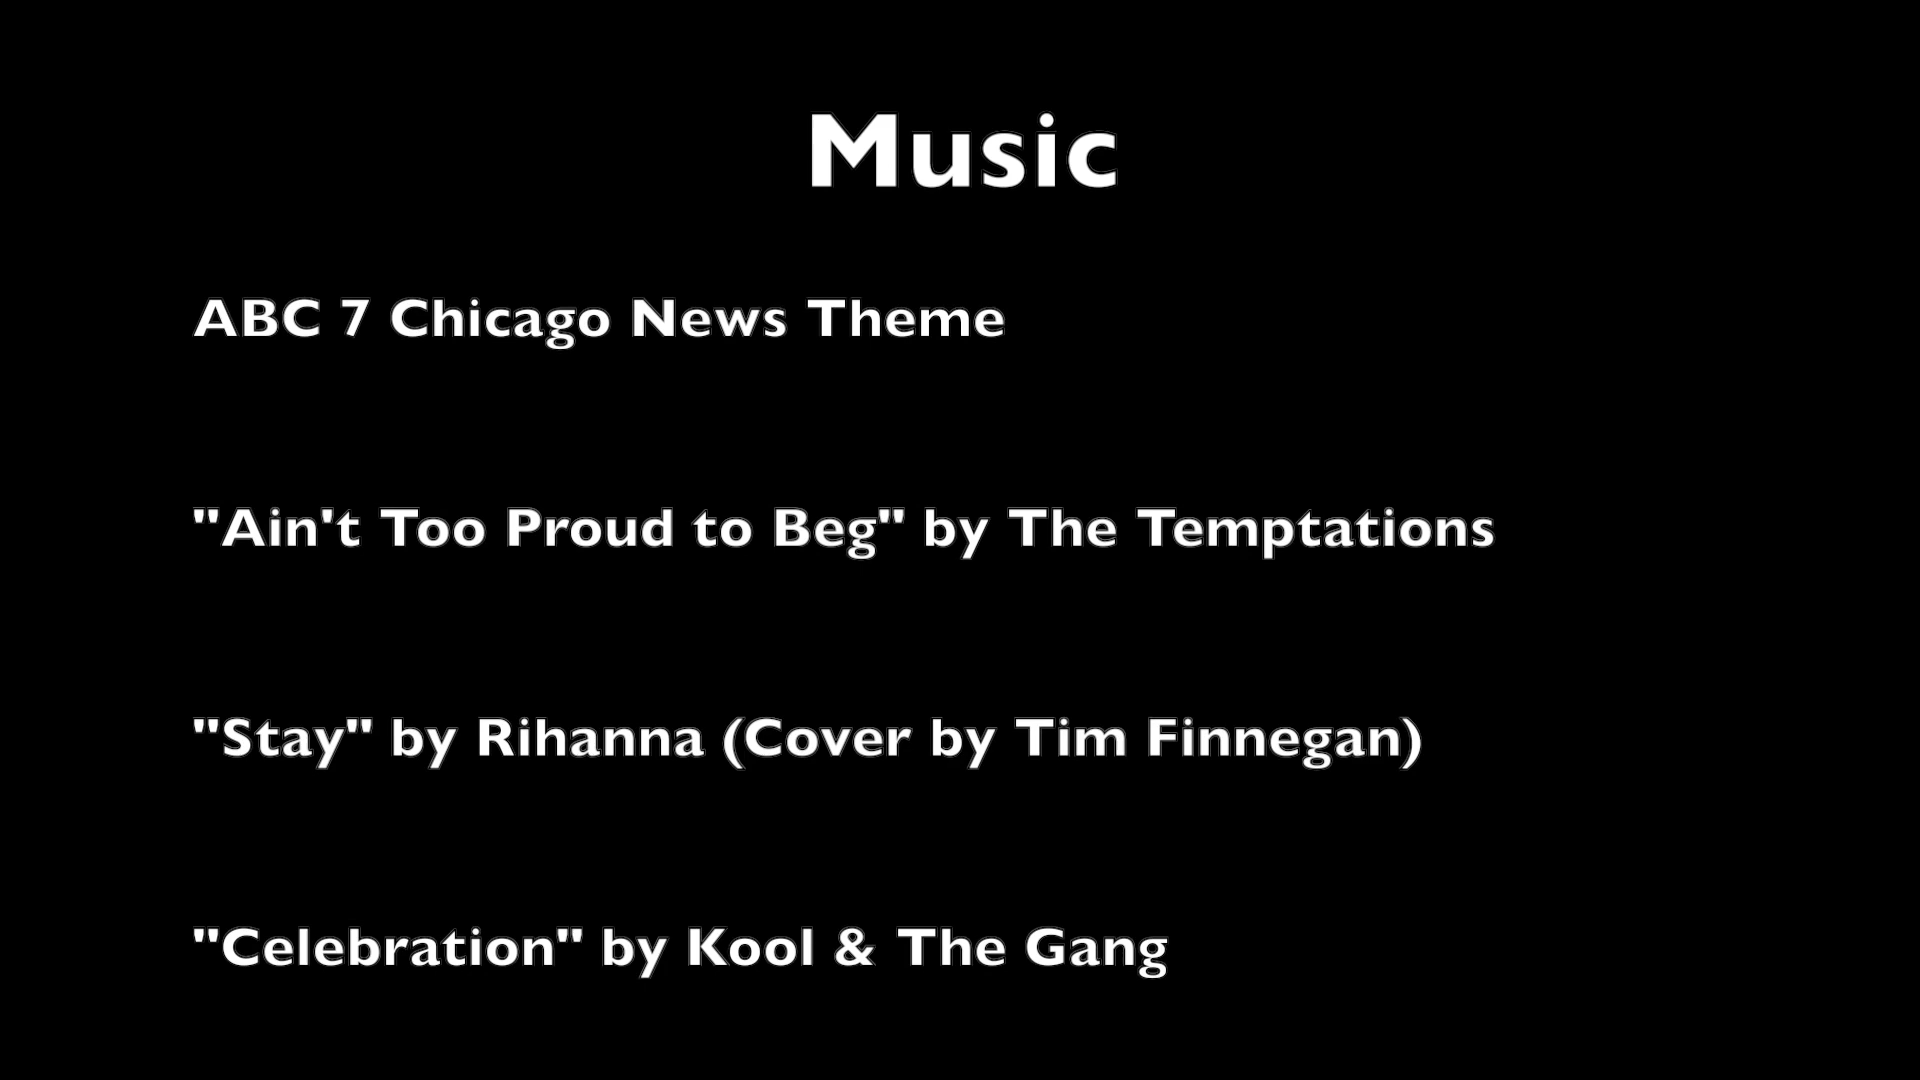 Music
ABC 7 Chicago News Theme
"Ain't Too Proud to Beg" by The Temptations
"Stay" by Rihanna (Cover by Tim Finnegan)
"Celebration" by Kool & The Gang